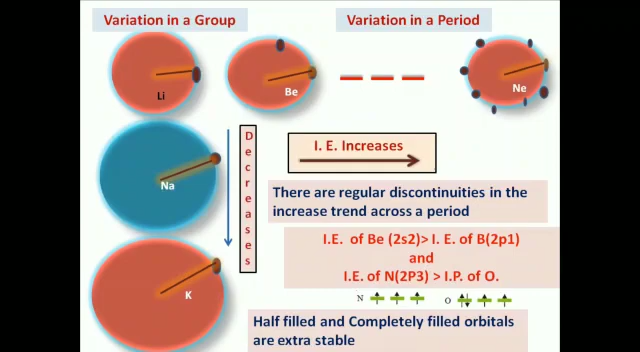 Variation in a Group
Variation in a Period
Li
Be
Ne
Na
K
Decreases
I. E. Increases
There are regular discontinuities in the
increase trend across a period
I.E. of Be (2s2)> I. E. of B(2p1)
and
I.E. of N(2P3) > I.P. of O.
N
O
Half filled and Completely filled orbitals
are extra stable